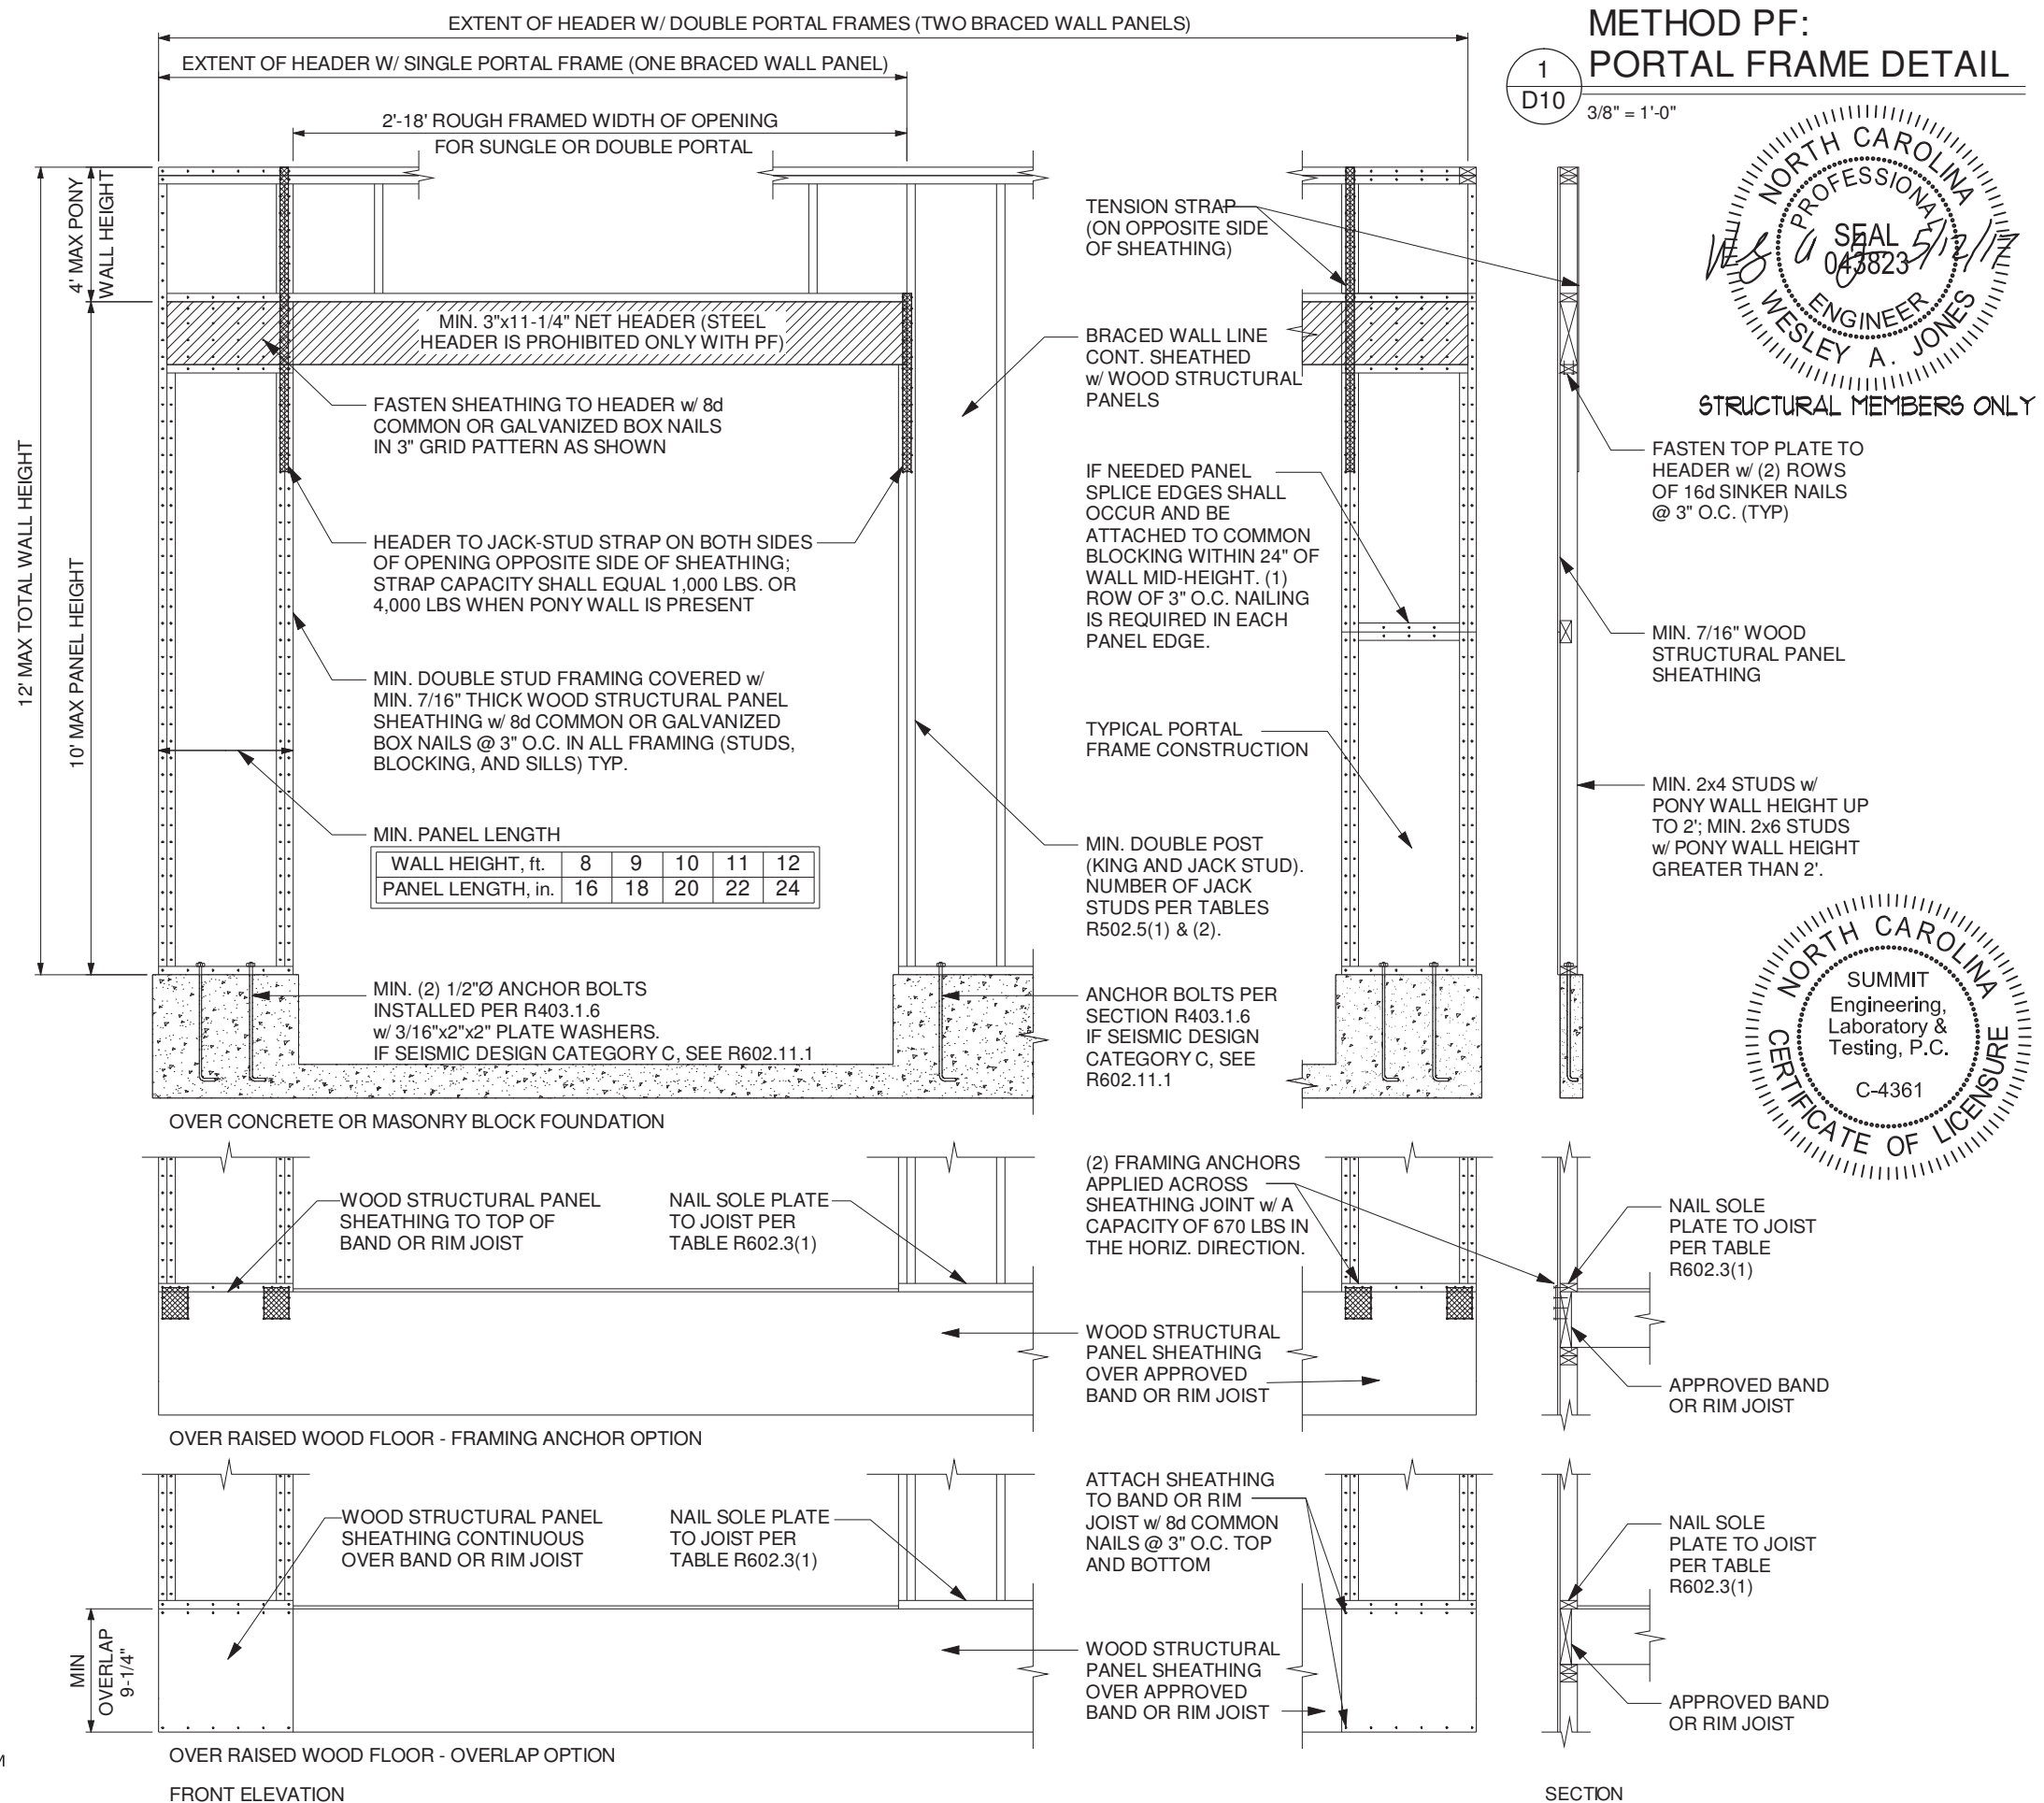 EXTENT OF HEADER W/ DOUBLE PORTAL FRAMES (TWO BRACED WALL PANELS)
EXTENT OF HEADER W/ SINGLE PORTAL FRAME (ONE BRACED WALL PANEL)
2'-18' ROUGH FRAMED WIDTH OF OPENING
FOR SUNGLE OR DOUBLE PORTAL
METHOD PF:
PORTAL FRAME DETAIL
1
D10
3/8" = 1'-0"
NORTH CAROLINA
PROFESSIONAL
SEAL
043823
ENGINEER
WESLEY A. JONES
5/12/17
STRUCTURAL MEMBERS ONLY
12' MAX TOTAL WALL HEIGHT
4' MAX PONY
WALL HEIGHT
10' MAX PANEL HEIGHT
MIN. 3"x11-1/4" NET HEADER (STEEL
HEADER IS PROHIBITED ONLY WITH PF)
FASTEN SHEATHING TO HEADER w/ 8d
COMMON OR GALVANIZED BOX NAILS
IN 3" GRID PATTERN AS SHOWN
HEADER TO JACK-STUD STRAP ON BOTH SIDES
OF OPENING OPPOSITE SIDE OF SHEATHING;
STRAP CAPACITY SHALL EQUAL 1,000 LBS. OR
4,000 LBS WHEN PONY WALL IS PRESENT
MIN. DOUBLE STUD FRAMING COVERED w/
MIN. 7/16" THICK WOOD STRUCTURAL PANEL
SHEATHING w/ 8d COMMON OR GALVANIZED
BOX NAILS @ 3" O.C. IN ALL FRAMING (STUDS,
BLOCKING, AND SILLS) TYP.
MIN. PANEL LENGTH
WALL HEIGHT, ft. 8 9 10 11 12
PANEL LENGTH, in. 16 18 20 22 24
MIN. (2) 1/2"Ø ANCHOR BOLTS
INSTALLED PER R403.1.6
w/ 3/16"x2"x2" PLATE WASHERS.
IF SEISMIC DESIGN CATEGORY C, SEE R602.11.1
OVER CONCRETE OR MASONRY BLOCK FOUNDATION
TENSION STRAP
(ON OPPOSITE SIDE
OF SHEATHING)
BRACED WALL LINE
CONT. SHEATHED
w/ WOOD STRUCTURAL
PANELS
IF NEEDED PANEL
SPLICE EDGES SHALL
OCCUR AND BE
ATTACHED TO COMMON
BLOCKING WITHIN 24" OF
WALL MID-HEIGHT. (1)
ROW OF 3" O.C. NAILING
IS REQUIRED IN EACH
PANEL EDGE.
TYPICAL PORTAL
FRAME CONSTRUCTION
MIN. DOUBLE POST
(KING AND JACK STUD).
NUMBER OF JACK
STUDS PER TABLES
R502.5(1) & (2).
ANCHOR BOLTS PER
SECTION R403.1.6
IF SEISMIC DESIGN
CATEGORY C, SEE
R602.11.1
FASTEN TOP PLATE TO
HEADER w/ (2) ROWS
OF 16d SINKER NAILS
@ 3" O.C. (TYP)
MIN. 7/16" WOOD
STRUCTURAL PANEL
SHEATHING
MIN. 2x4 STUDS w/
PONY WALL HEIGHT UP
TO 2'; MIN. 2x6 STUDS
w/ PONY WALL HEIGHT
GREATER THAN 2'.
NORTH CAROLINA
SUMMIT
Engineering,
Laboratory &
Testing, P.C.
C-4361
CERTIFICATE OF LICENSURE
WOOD STRUCTURAL PANEL
SHEATHING TO TOP OF
BAND OR RIM JOIST
NAIL SOLE PLATE
TO JOIST PER
TABLE R602.3(1)
(2) FRAMING ANCHORS
APPLIED ACROSS
SHEATHING JOINT w/ A
CAPACITY OF 670 LBS IN
THE HORIZ. DIRECTION.
WOOD STRUCTURAL
PANEL SHEATHING
OVER APPROVED
BAND OR RIM JOIST
NAIL SOLE
PLATE TO JOIST
PER TABLE
R602.3(1)
APPROVED BAND
OR RIM JOIST
OVER RAISED WOOD FLOOR - FRAMING ANCHOR OPTION
WOOD STRUCTURAL PANEL
SHEATHING CONTINUOUS
OVER BAND OR RIM JOIST
NAIL SOLE PLATE
TO JOIST PER
TABLE R602.3(1)
ATTACH SHEATHING
TO BAND OR RIM
JOIST w/ 8d COMMON
NAILS @ 3" O.C. TOP
AND BOTTOM
WOOD STRUCTURAL
PANEL SHEATHING
OVER APPROVED
BAND OR RIM JOIST
NAIL SOLE
PLATE TO JOIST
PER TABLE
R602.3(1)
APPROVED BAND
OR RIM JOIST
MIN
OVERLAP
9-1/4"
OVER RAISED WOOD FLOOR - OVERLAP OPTION
FRONT ELEVATION
SECTION